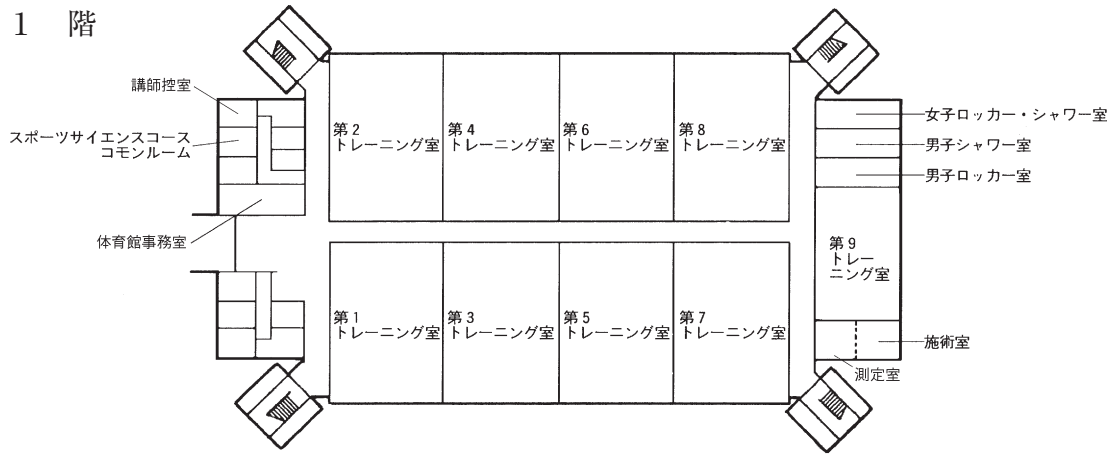 1 階
講師控室
スポーツサイエンスコース
コモンルーム
体育館事務室
第2
トレーニング室
第4
トレーニング室
第6
トレーニング室
第8
トレーニング室
女子ロッカー・シャワー室
男子シャワー室
男子ロッカー室
第9
トレー
ニング室
第1
トレーニング室
第3
トレーニング室
第5
トレーニング室
第7
トレーニング室
施術室
測定室